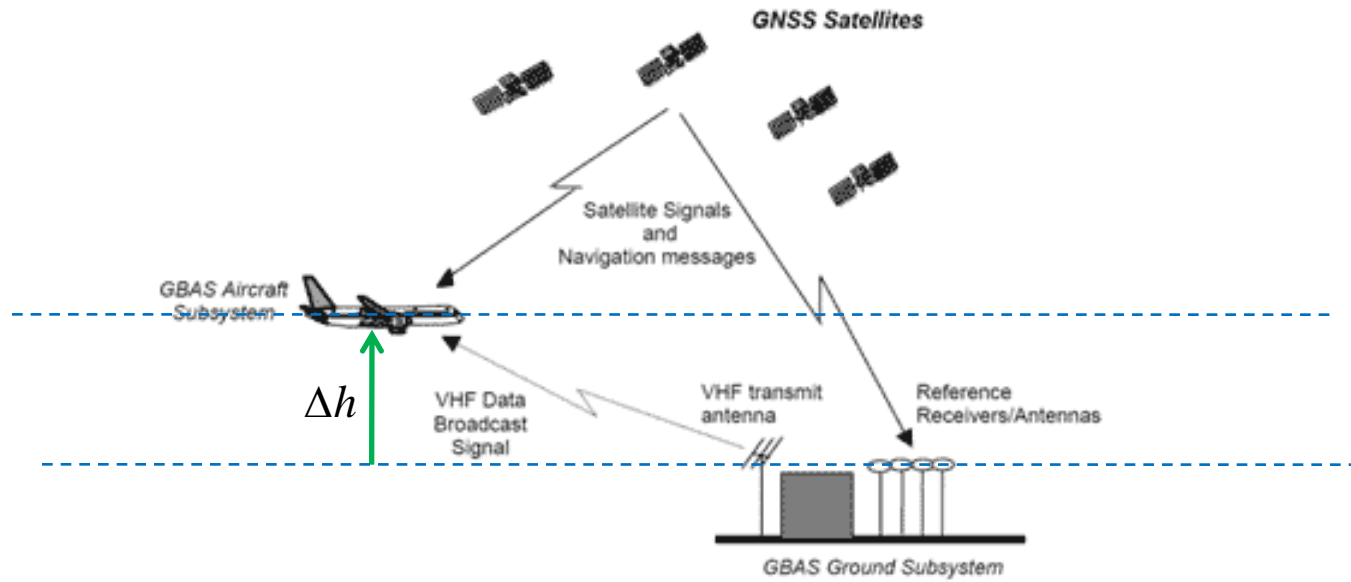 GNSS Satellites
Satellite Signals
and
Navigation messages
GBAS Aircraft
Subsystem
Δh
VHF Data
Broadcast
Signal
VHF transmit
antenna
Reference
Receivers/Antennas
GBAS Ground Subsystem